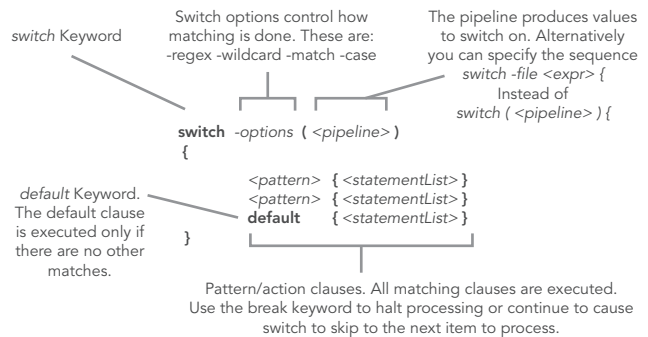 switch Keyword
Switch options control how
matching is done. These are:
-regex -wildcard -match -case
The pipeline produces values
to switch on. Alternatively
you can specify the sequence
switch -file <expr> {
Instead of
switch ( <pipeline> ) {
switch -options ( <pipeline> )
{
<pattern> { <statementList> }
<pattern> { <statementList> }
default { <statementList> }
}
default Keyword.
The default clause
is executed only if
there are no other
matches.
Pattern/action clauses. All matching clauses are executed.
Use the break keyword to halt processing or continue to cause
switch to skip to the next item to process.